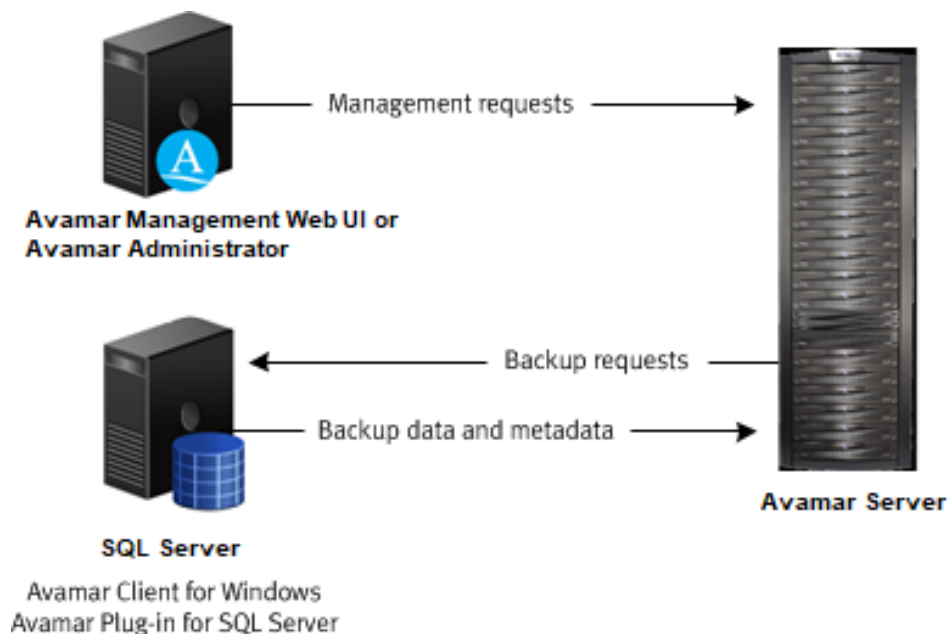 Management requests
A
Avamar Management Web UI or
Avamar Administrator
Backup requests
Backup data and metadata
Avamar Server
SQL Server
Avamar Client for Windows
Avamar Plug-in for SQL Server